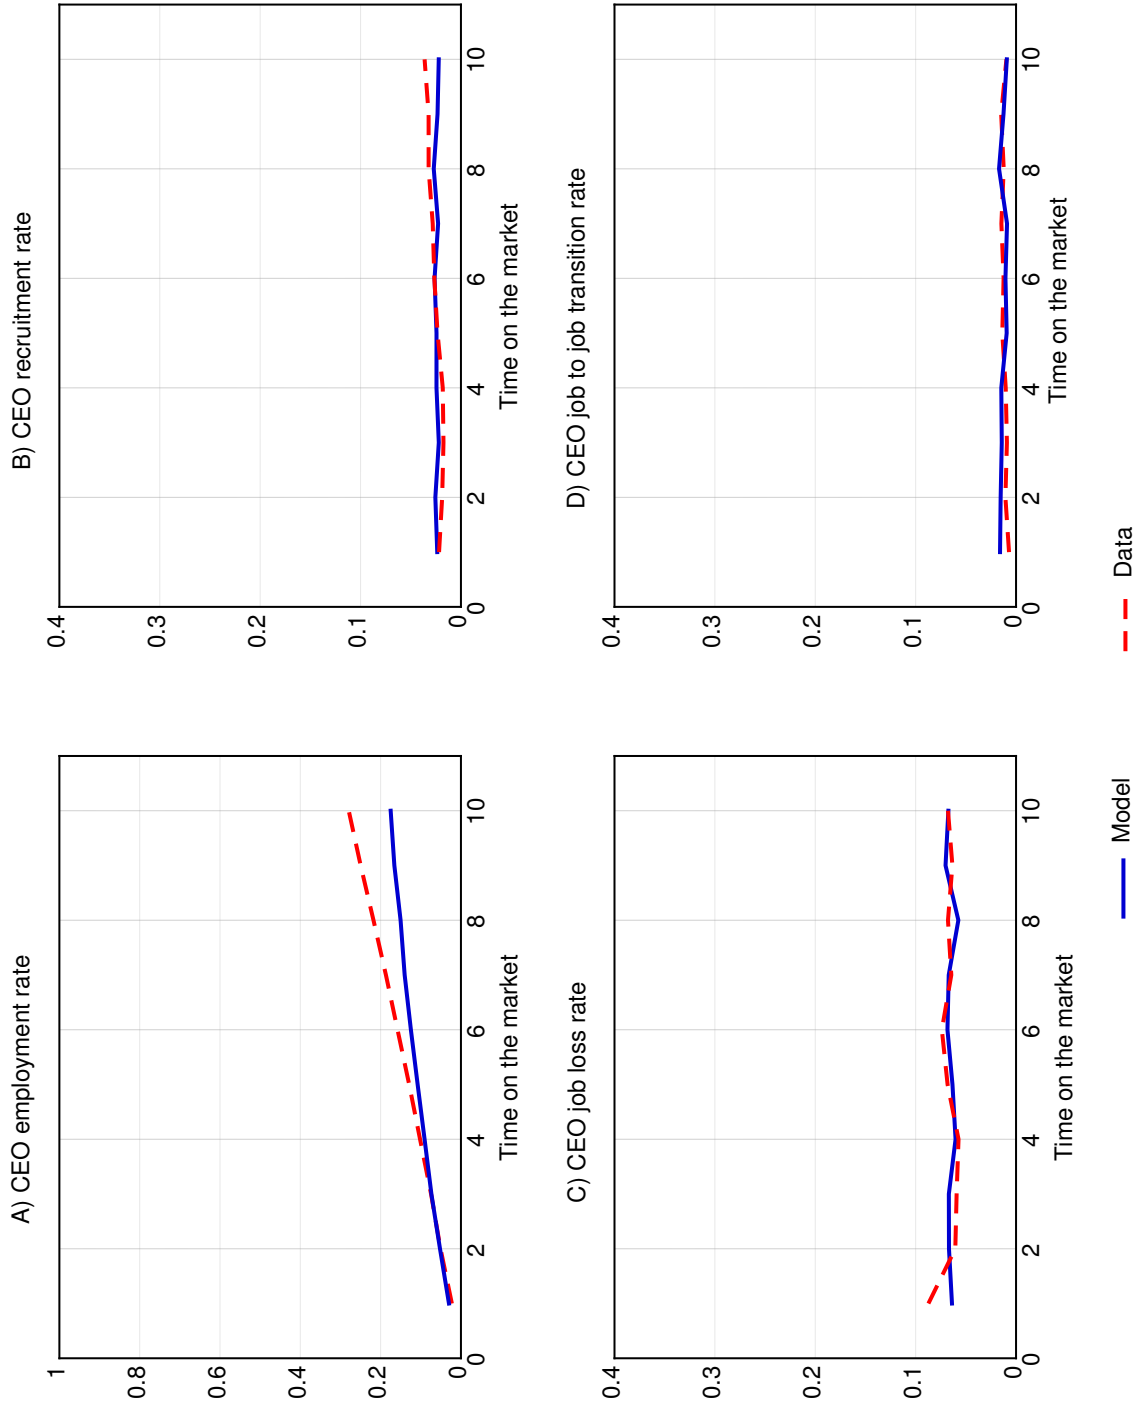 A) CEO employment rate
1
0.8
0.6
0.4
0.2
0
0 2 4 6 8 10
Time on the market
B) CEO recruitment rate
0.4
0.3
0.2
0.1
0
0 2 4 6 8 10
Time on the market
C) CEO job loss rate
0.4
0.3
0.2
0.1
0
0 2 4 6 8 10
Time on the market
D) CEO job to job transition rate
0.4
0.3
0.2
0.1
0
0 2 4 6 8 10
Time on the market
Model Data